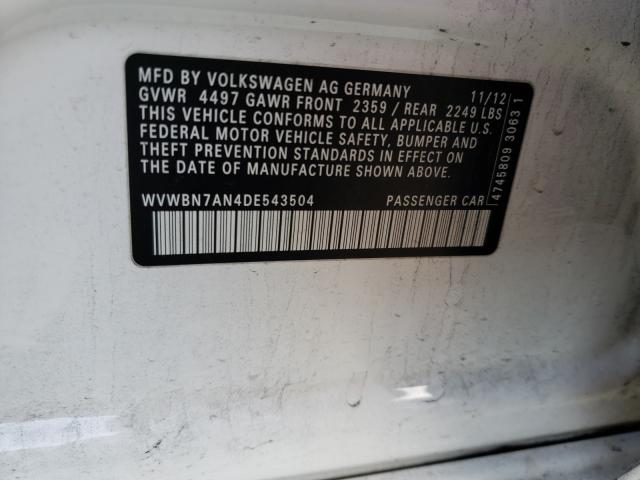 MFD BY VOLKSWAGEN AG GERMANY 11/12
GVWR 4497 GAWR FRONT 2359 / REAR 2249 LBS
THIS VEHICLE CONFORMS TO ALL APPLICABLE U.S.
FEDERAL MOTOR VEHICLE SAFETY, BUMPER AND
THEFT PREVENTION STANDARDS IN EFFECT ON
THE DATE OF MANUFACTURE SHOWN ABOVE.
WVWBN7AN4DE543504 PASSENGER CAR
4745809 3063 1